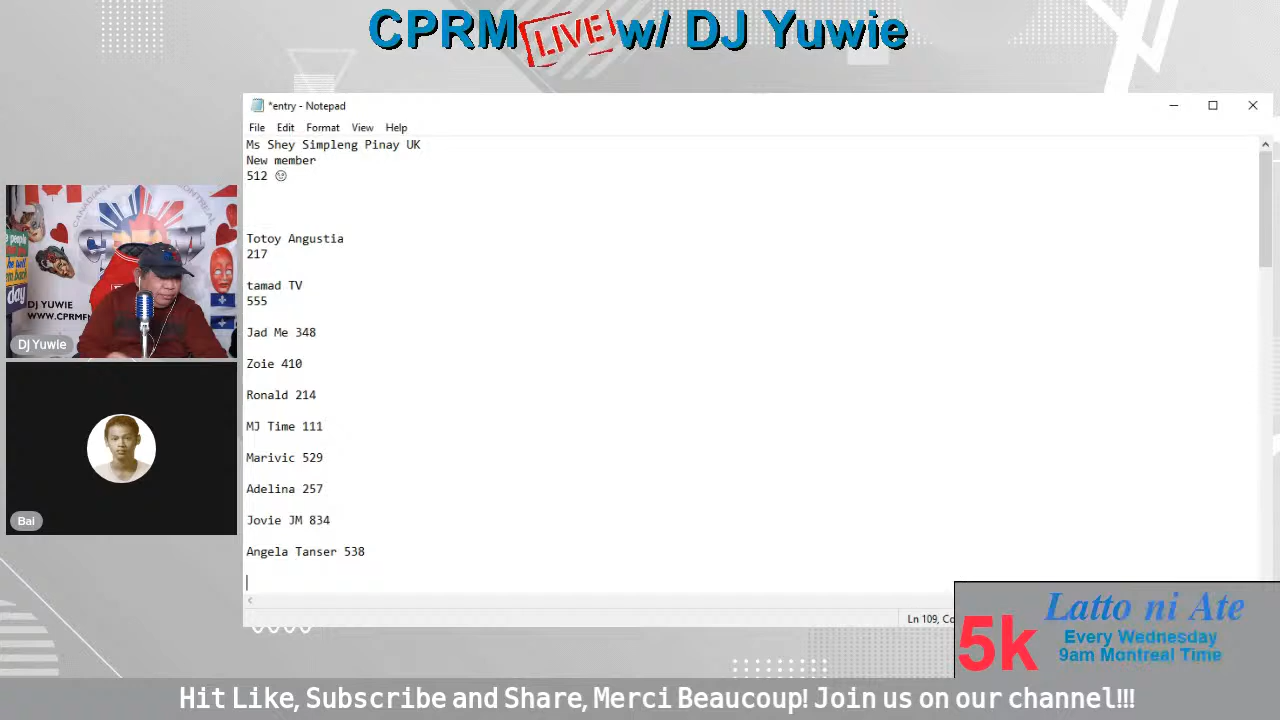 CPRM LIVE w/ DJ Yuwie
*entry - Notepad
File Edit Format View Help
Ms Shey Simpleng Pinay UK
New member
512 😊
Totoy Angustia
217
tamad TV
555
Jad Me 348
Zoie 410
Ronald 214
MJ Time 111
Marivic 529
Adelina 257
Jovie JM 834
Angela Tanser 538
Ln 109, Co
DJ YUWIE
WWW.CPRMF
Dj Yuwie
Bai
5k
Latto ni Ate
Every Wednesday
9am Montreal Time
Hit Like, Subscribe and Share, Merci Beaucoup! Join us on our channel!!!